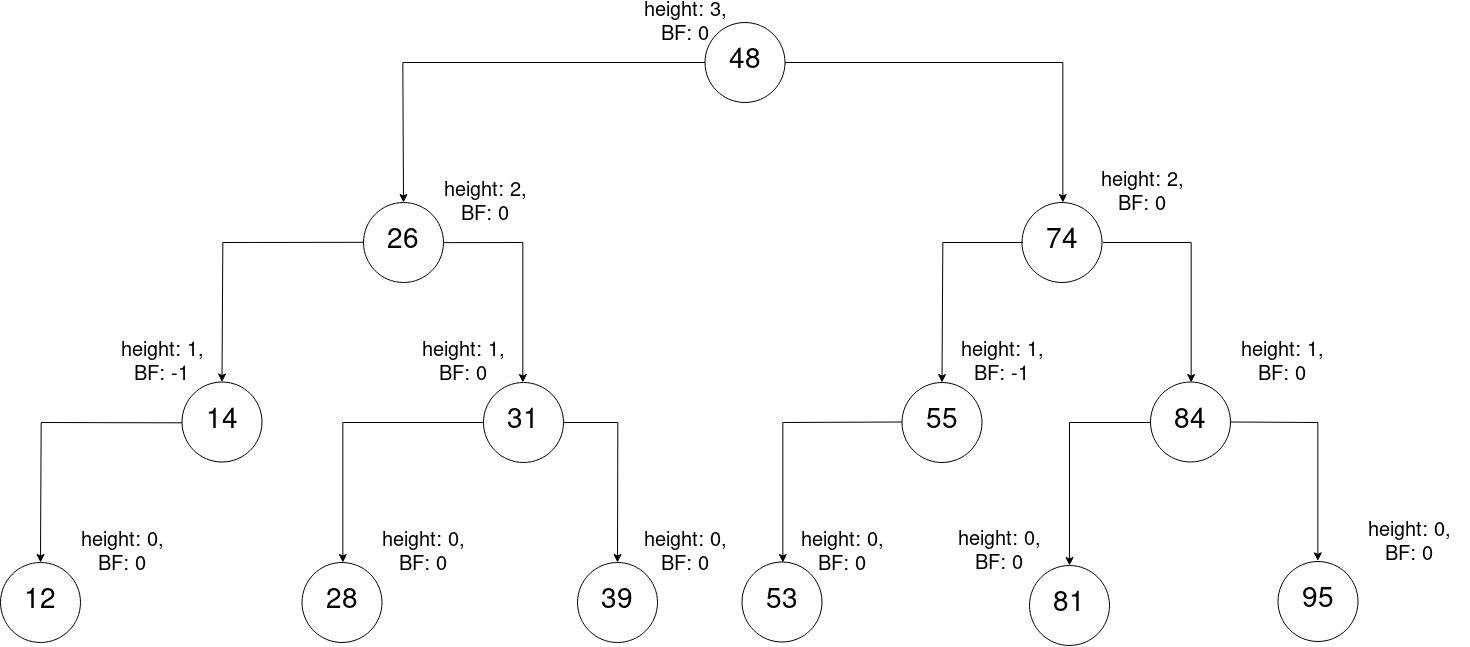 height: 3,
BF: 0
48
height: 2,
BF: 0
26
height: 2,
BF: 0
74
height: 1,
BF: -1
14
height: 1,
BF: 0
31
height: 1,
BF: -1
55
height: 1,
BF: 0
84
height: 0,
BF: 0
12
height: 0,
BF: 0
28
height: 0,
BF: 0
39
height: 0,
BF: 0
53
height: 0,
BF: 0
81
height: 0,
BF: 0
95